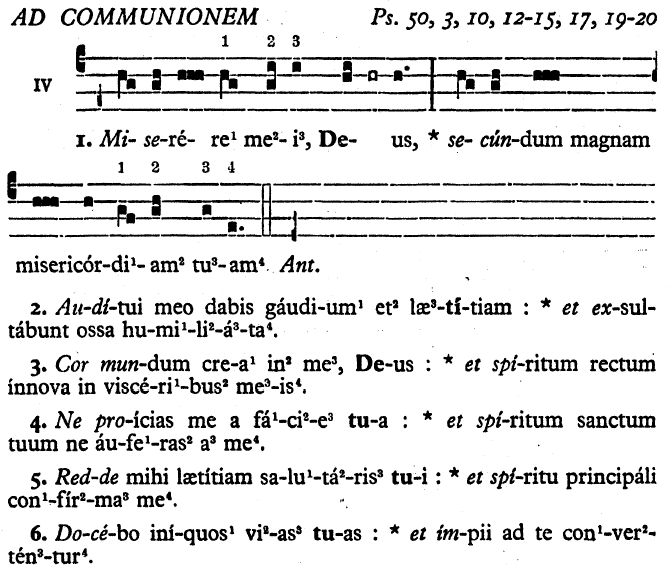 AD COMMUNIONEM Ps. 50, 3, 10, 12-15, 17, 19-20
1 2 3
IV
1. Mi- se-ré- re¹ me²- i³, De- us, * se- cún-dum magnam
1 2 3 4
misericór-di¹- am² tu³-am⁴. Ant.
2. Au-dí-tui meo dabis gáudi-um¹ et² læ³-tí-tiam : * et ex-sul-
tábunt ossa hu-mi¹-li²-á³-ta⁴.
3. Cor mun-dum cre-a¹ in² me³, De-us : * et spí-ritum rectum
ínnova in viscé-ri¹-bus² me³-is⁴.
4. Ne pro-ícias me a fá¹-ci²-e³ tu-a : * et spí-ritum sanctum
tuum ne áu-fe¹-ras² a³ me⁴.
5. Red-de mihi lætítiam sa-lu¹-tá²-ris³ tu-i : * et spí-ritu principáli
con¹-fír²-ma³ me⁴.
6. Do-cé-bo iní-quos¹ vi²-as³ tu-as : * et ím-pii ad te con¹-ver²-
tén³-tur⁴.